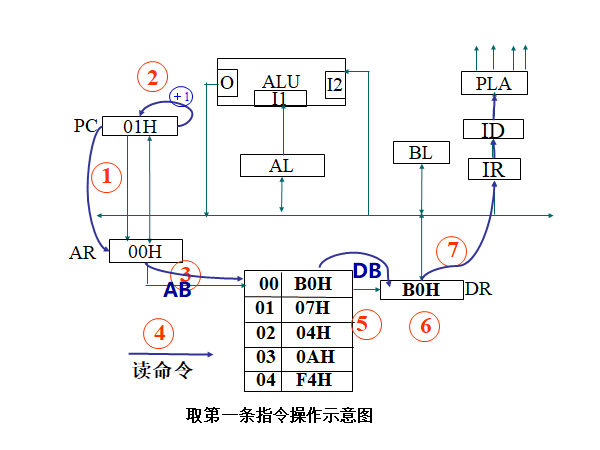 ②
+1
O
ALU
I1
I2
PLA
PC
01H
ID
BL
IR
①
AL
AR
00H
⑦
③
AB
DB
B0H
DR
⑤
⑥
④
读命令
00 B0H
01 07H
02 04H
03 0AH
04 F4H
取第一条指令操作示意图